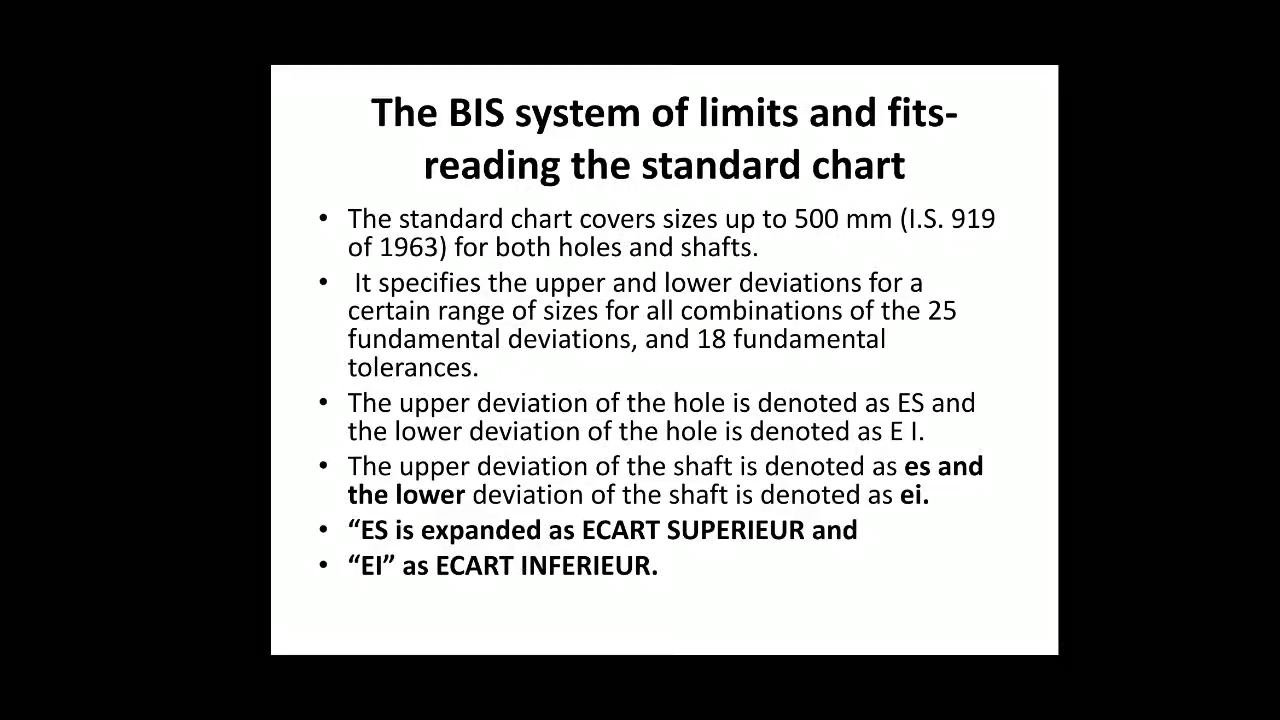 The BIS system of limits and fits-
reading the standard chart
• The standard chart covers sizes up to 500 mm (I.S. 919
of 1963) for both holes and shafts.
• It specifies the upper and lower deviations for a
certain range of sizes for all combinations of the 25
fundamental deviations, and 18 fundamental
tolerances.
• The upper deviation of the hole is denoted as ES and
the lower deviation of the hole is denoted as E I.
• The upper deviation of the shaft is denoted as es and
the lower deviation of the shaft is denoted as ei.
• “ES is expanded as ECART SUPERIEUR and
• “EI” as ECART INFERIEUR.